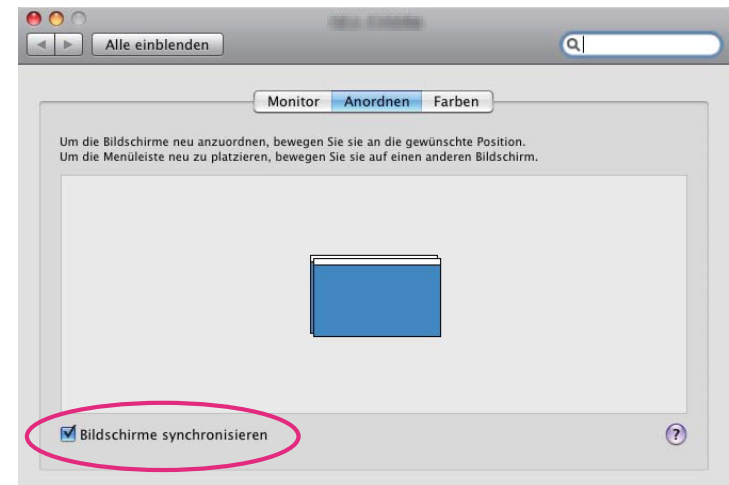 Alle einblenden
Monitor Anordnen Farben
Um die Bildschirme neu anzuordnen, bewegen Sie sie an die gewünschte Position.
Um die Menüleiste neu zu platzieren, bewegen Sie sie auf einen anderen Bildschirm.
Bildschirme synchronisieren ?